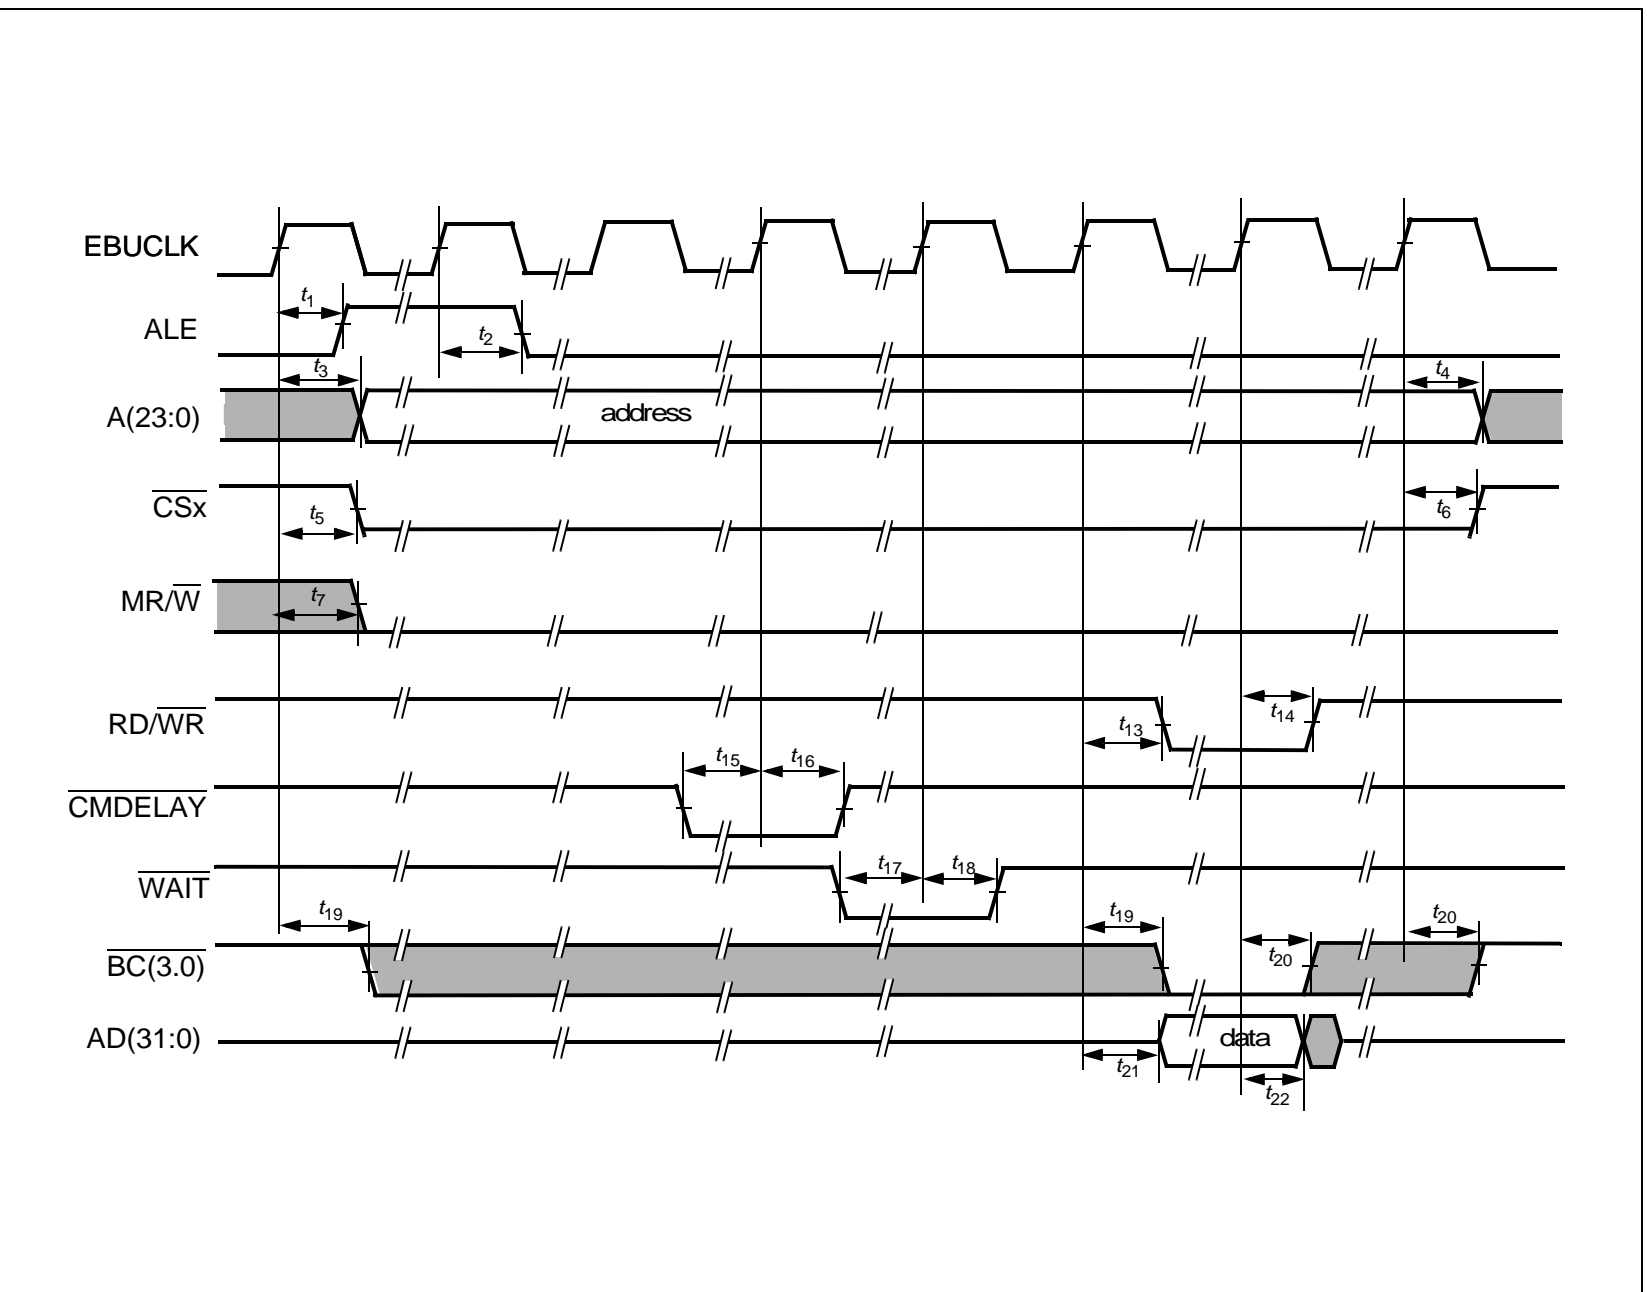 EBUCLK
t1
ALE
t2
t3
t4
A(23:0)
address
CSx
t5
t6
MR/W
t7
RD/WR
t13
t14
t15
t16
CMDELAY
WAIT
t17
t18
t19
t19
t20
t20
BC(3.0)
AD(31:0)
data
t21
t22